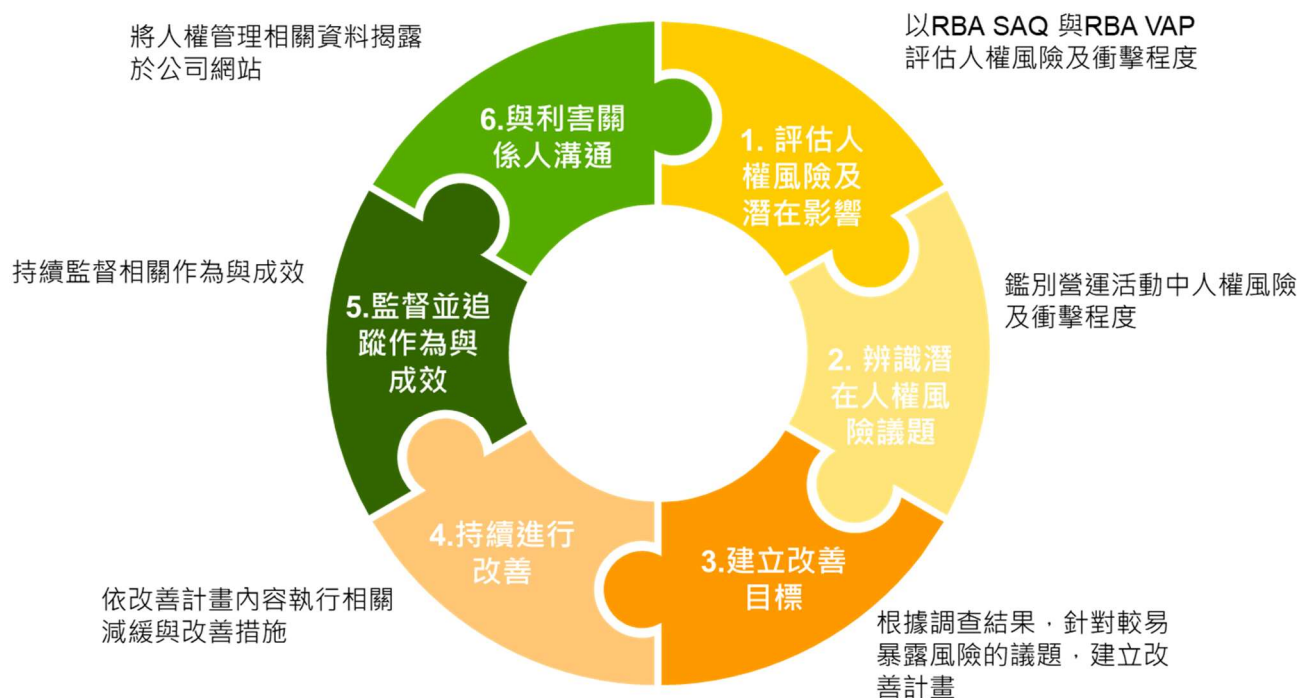 以RBA SAQ 與RBA VAP
評估人權風險及衝擊程度
1. 評估人
權風險及
潛在影響
鑑別營運活動中人權風險
及衝擊程度
2. 辨識潛
在人權風
險議題
3.建立改善
目標
根據調查結果，針對較易
暴露風險的議題，建立改
善計畫
4.持續進行
改善
依改善計畫內容執行相關
減緩與改善措施
5.監督並追
蹤作為與
成效
持續監督相關作為與成效
6.與利害關
係人溝通
將人權管理相關資料揭露
於公司網站